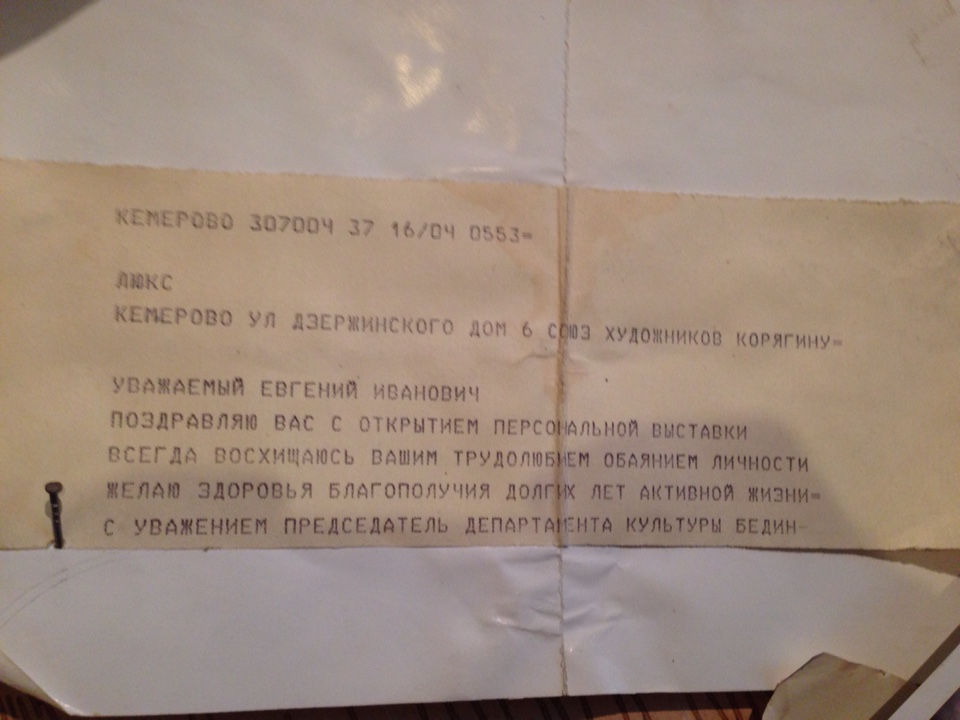 КЕМЕРОВО 307004 37 16/04 0553=
ЛЮКС
КЕМЕРОВО УЛ ДЗЕРЖИНСКОГО ДОМ 6 СОЮЗ ХУДОЖНИКОВ КОРЯГИНУ=
УВАЖАЕМЫЙ ЕВГЕНИЙ ИВАНОВИЧ
ПОЗДРАВЛЯЮ ВАС С ОТКРЫТИЕМ ПЕРСОНАЛЬНОЙ ВЫСТАВКИ
ВСЕГДА ВОСХИЩАЮСЬ ВАШИМ ТРУДОЛЮБИЕМ ОБАЯНИЕМ ЛИЧНОСТИ
ЖЕЛАЮ ЗДОРОВЬЯ БЛАГОПОЛУЧИЯ ДОЛГИХ ЛЕТ АКТИВНОЙ ЖИЗНИ=
С УВАЖЕНИЕМ ПРЕДСЕДАТЕЛЬ ДЕПАРТАМЕНТА КУЛЬТУРЫ БЕДИН-